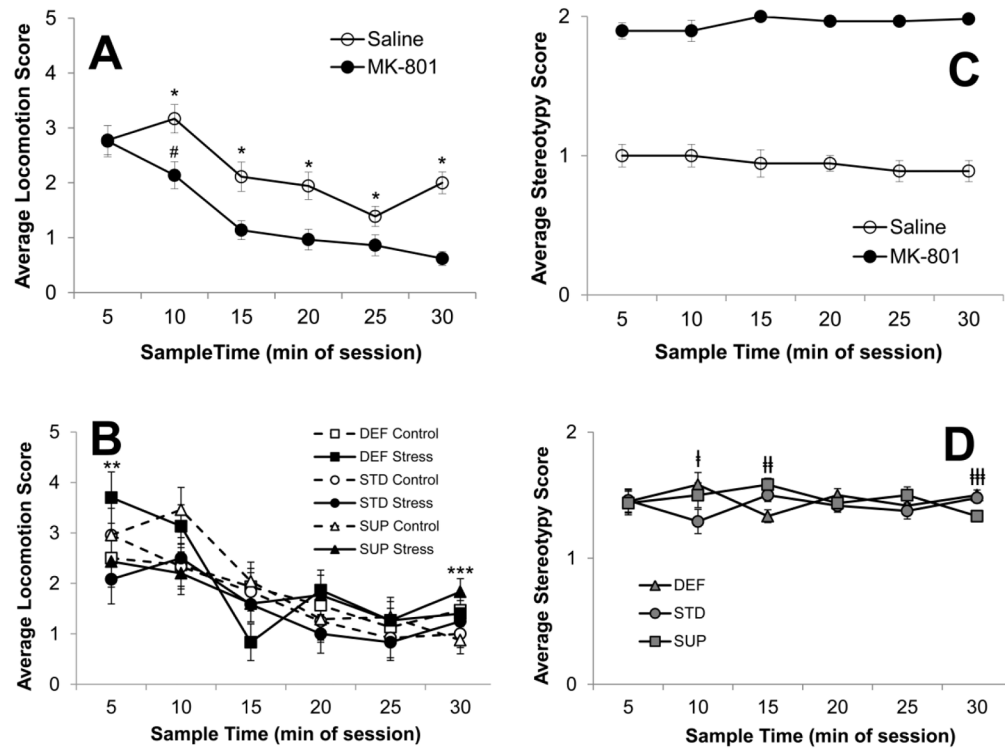 A
Average Locomotion Score
5
4
3
2
1
0
Saline
MK-801
*
#
*
*
*
*
5 10 15 20 25 30
SampleTime (min of session)
C
Average Stereotypy Score
2
1
0
Saline
MK-801
5 10 15 20 25 30
Sample Time (min of session)
B
Average Locomotion Score
5
4
3
2
1
0
**
***
DEF Control
DEF Stress
STD Control
STD Stress
SUP Control
SUP Stress
5 10 15 20 25 30
Sample Time (min of session)
D
Average Stereotypy Score
2
1
0
ǂ
ǂǂ
ǂǂǂ
DEF
STD
SUP
5 10 15 20 25 30
Sample Time (min of session)